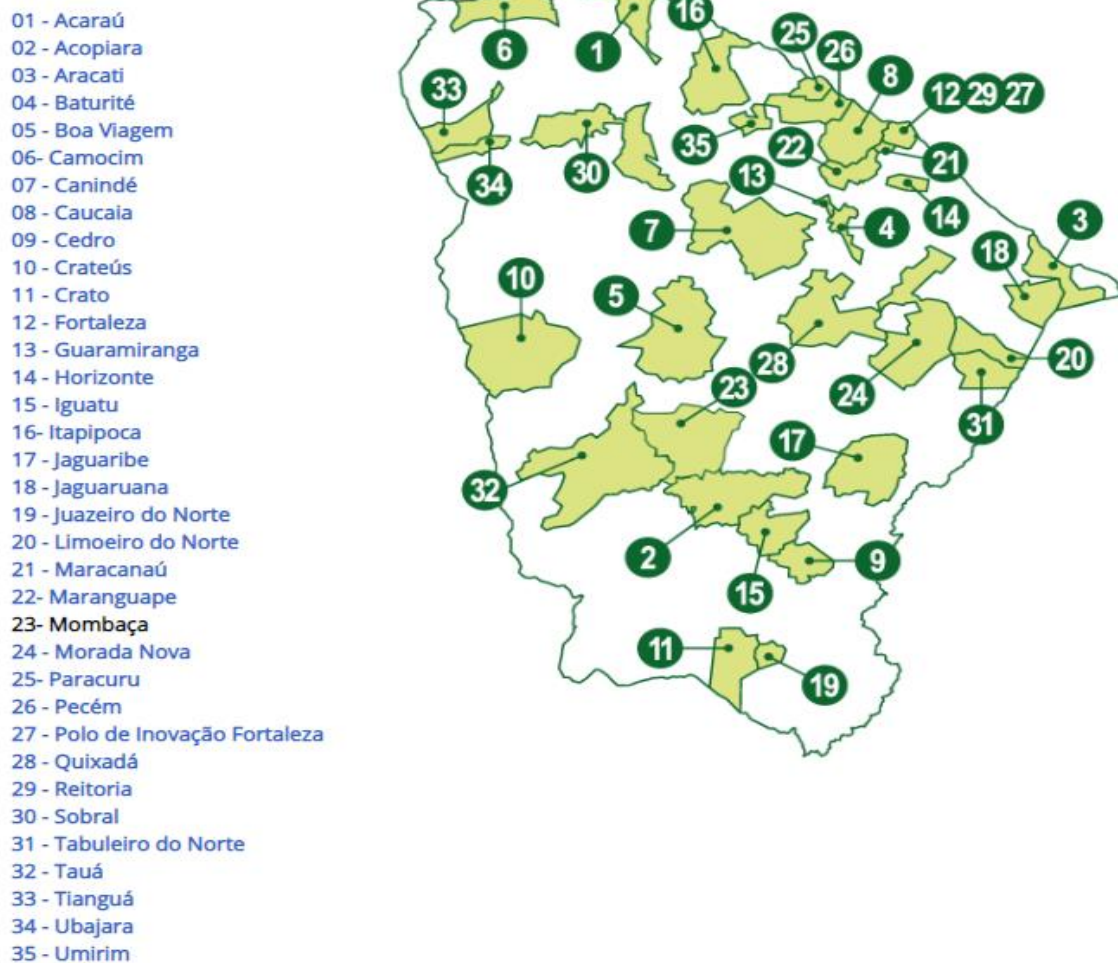 01 - Acaraú
02 - Acopiara
03 - Aracati
04 - Baturité
05 - Boa Viagem
06- Camocim
07 - Canindé
08 - Caucaia
09 - Cedro
10 - Crateús
11 - Crato
12 - Fortaleza
13 - Guaramiranga
14 - Horizonte
15 - Iguatu
16- Itapipoca
17 - Jaguaribe
18 - Jaguaruana
19 - Juazeiro do Norte
20 - Limoeiro do Norte
21 - Maracanaú
22- Maranguape
23- Mombaça
24 - Morada Nova
25- Paracuru
26 - Pecém
27 - Polo de Inovação Fortaleza
28 - Quixadá
29 - Reitoria
30 - Sobral
31 - Tabuleiro do Norte
32 - Tauá
33 - Tianguá
34 - Ubajara
35 - Umirim
16
25
6
1
26
8
33
12 29 27
35
22
21
30
34
13
14
7
4
3
18
10
5
28
20
23
24
31
17
32
2
9
15
11
19